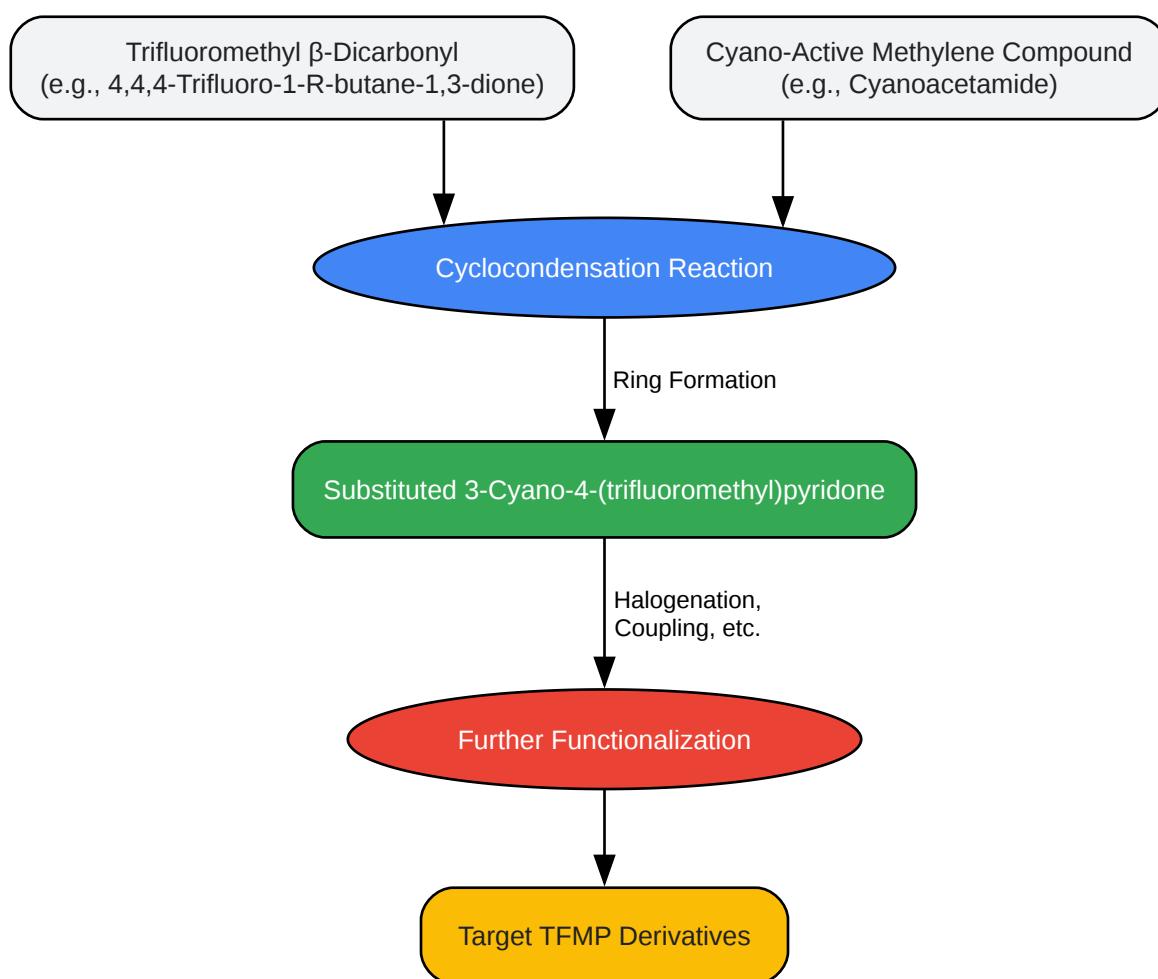 Trifluoromethyl β-Dicarbonyl
(e.g., 4,4,4-Trifluoro-1-R-butane-1,3-dione)
Cyano-Active Methylene Compound
(e.g., Cyanoacetamide)
Cyclocondensation Reaction
Ring Formation
Substituted 3-Cyano-4-(trifluoromethyl)pyridone
Halogenation,
Coupling, etc.
Further Functionalization
Target TFMP Derivatives